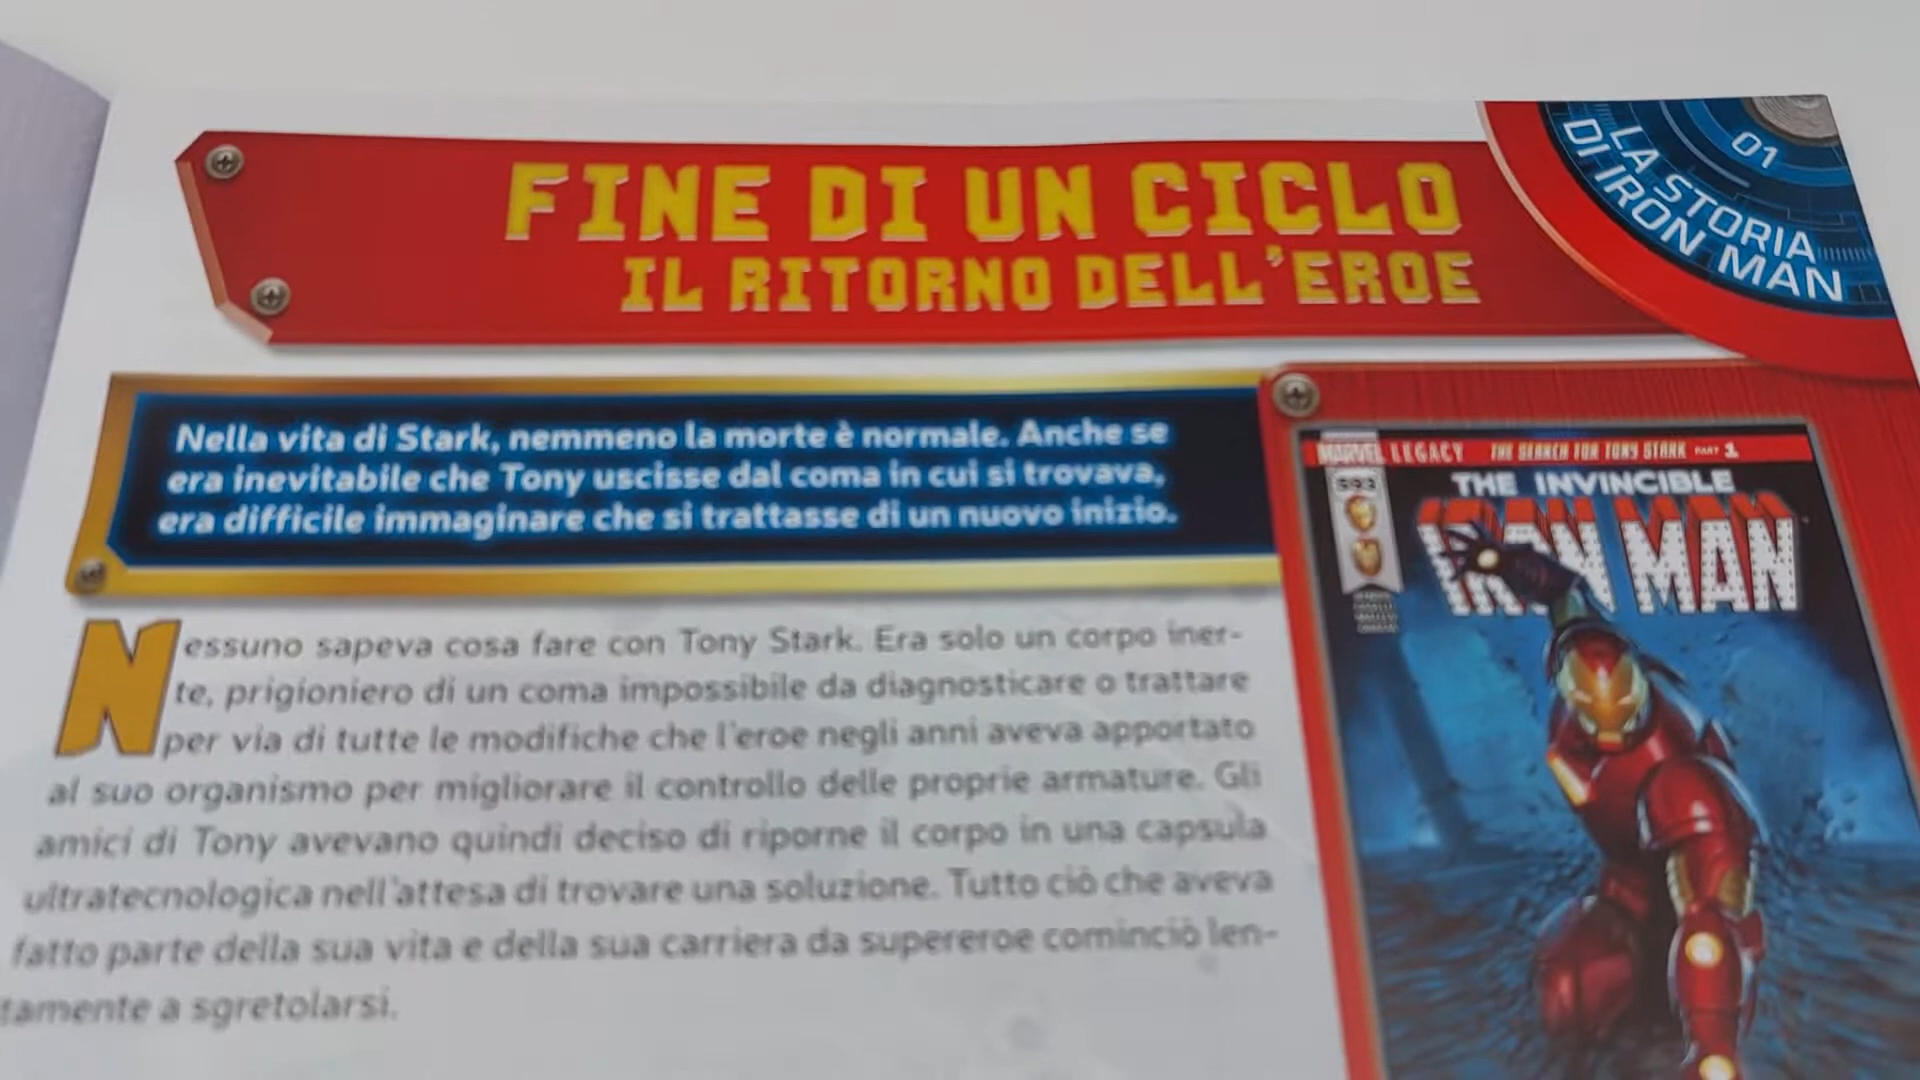 FINE DI UN CICLO
IL RITORNO DELL'EROE
01
LA STORIA
DI IRON MAN
Nella vita di Stark, nemmeno la morte è normale. Anche se
era inevitabile che Tony uscisse dal coma in cui si trovava,
era difficile immaginare che si trattasse di un nuovo inizio.
Nessuno sapeva cosa fare con Tony Stark. Era solo un corpo iner-
te, prigioniero di un coma impossibile da diagnosticare o trattare
per via di tutte le modifiche che l'eroe negli anni aveva apportato
al suo organismo per migliorare il controllo delle proprie armature. Gli
amici di Tony avevano quindi deciso di riporne il corpo in una capsula
ultratecnologica nell'attesa di trovare una soluzione. Tutto ciò che aveva
fatto parte della sua vita e della sua carriera da supereroe cominciò len-
tamente a sgretolarsi.
MARVEL LEGACY THE SEARCH FOR TONY STARK PART 1
593
THE INVINCIBLE
IRON MAN